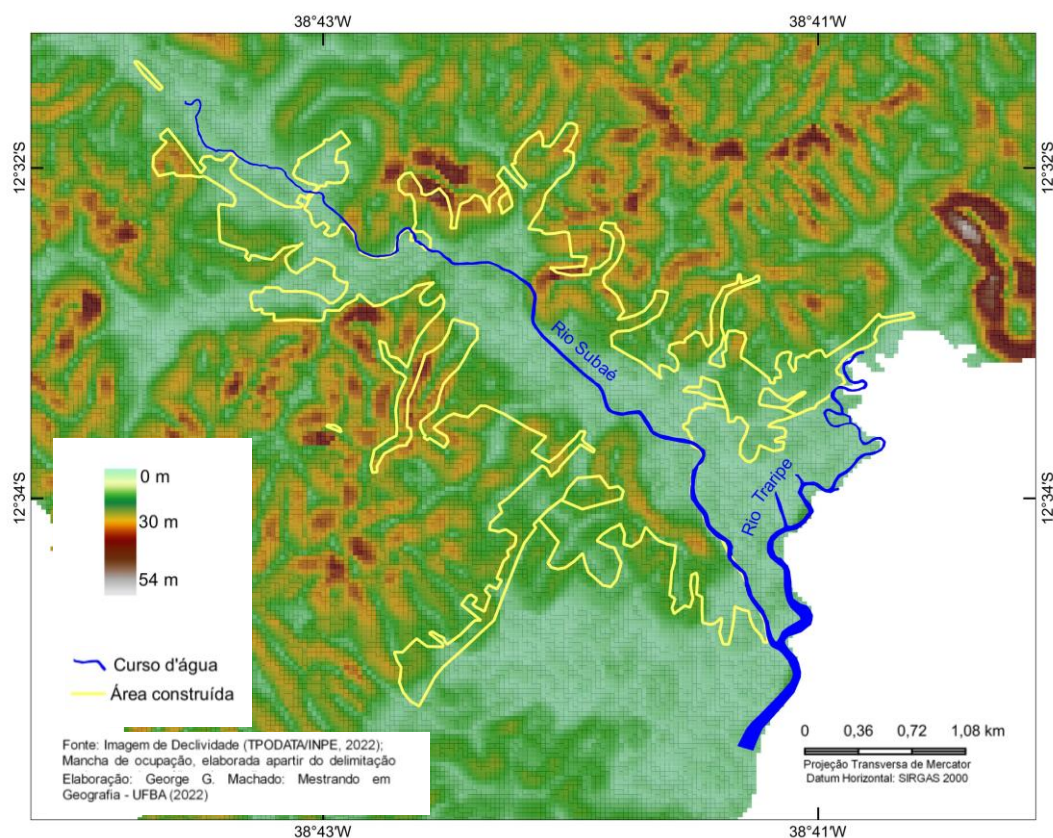 38°43'W
38°41'W
12°32'S
12°32'S
Rio Subaé
Rio Traripe
12°34'S
12°34'S
0 m
30 m
54 m
Curso d'água
Área construída
Fonte: Imagem de Declividade (TPODATA/INPE, 2022);
Mancha de ocupação, elaborada apartir do delimitação
Elaboração: George G. Machado: Mestrando em
Geografia - UFBA (2022)
0 0,36 0,72 1,08 km
Projeção Transversa de Mercator
Datum Horizontal: SIRGAS 2000
38°43'W
38°41'W